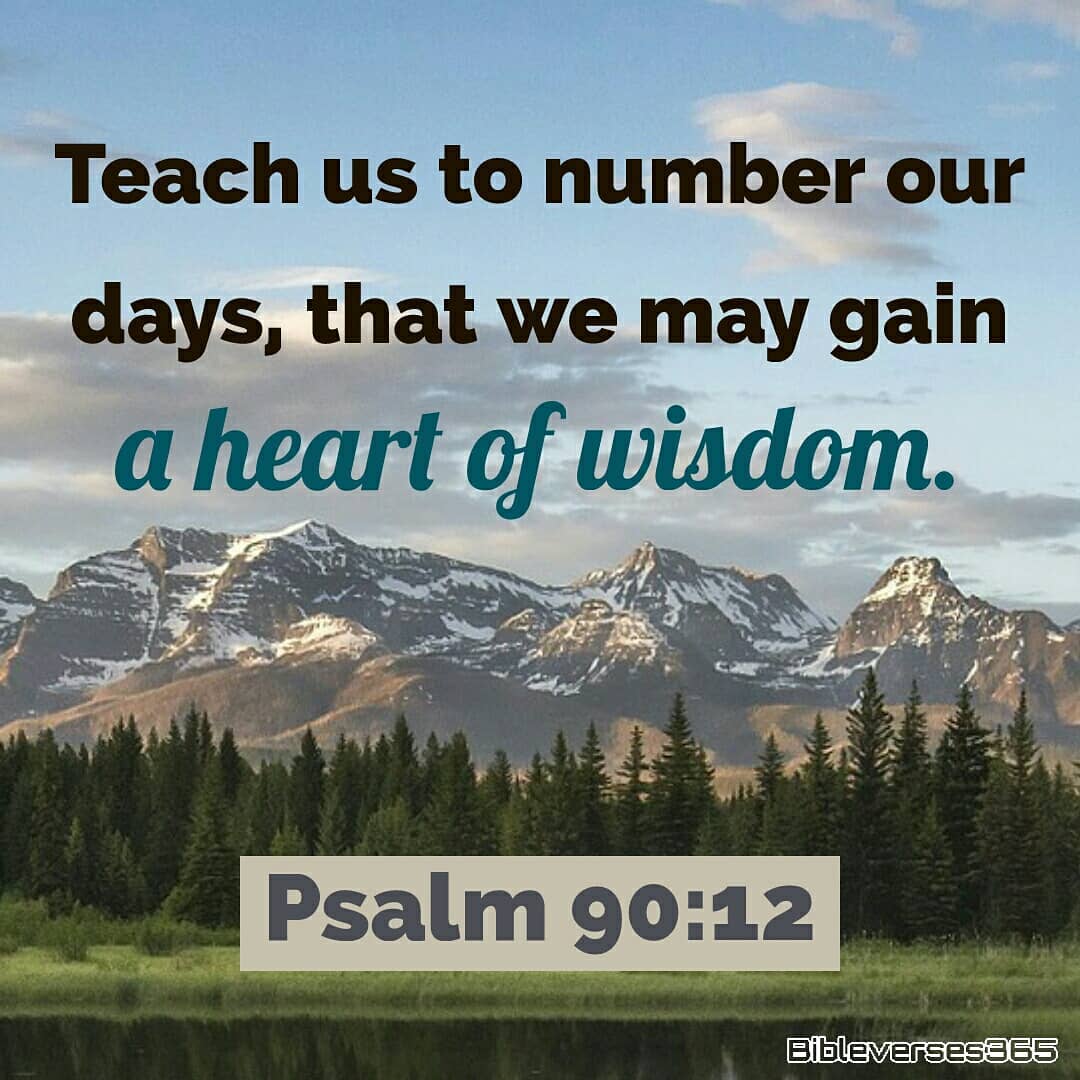 Teach us to number our
days, that we may gain
a heart of wisdom.
Psalm 90:12
Bibleverses365